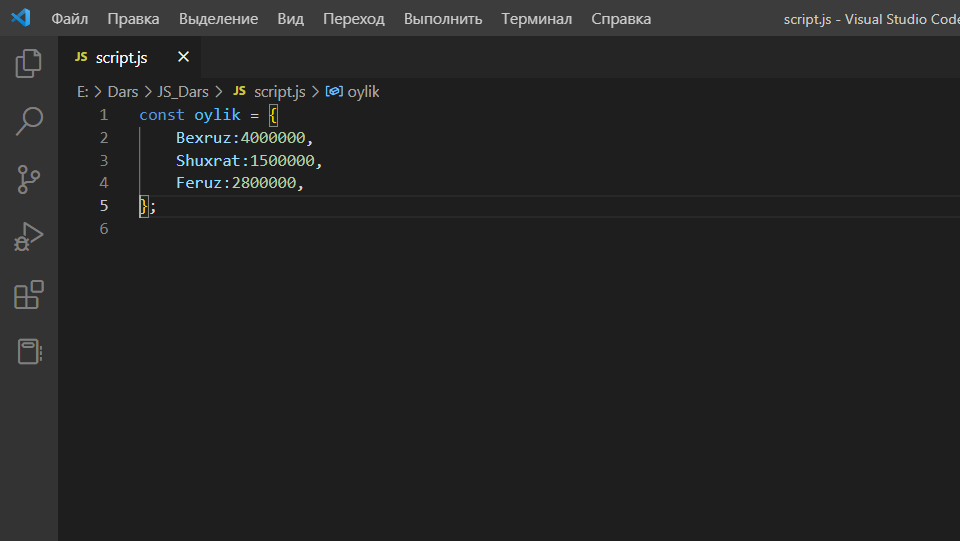 Файл Правка Выделение Вид Переход Выполнить Терминал Справка script.js - Visual Studio Code
JS script.js ×
E: > Dars > JS_Dars > JS script.js > oylik
1 const oylik = {
2 Bexruz:4000000,
3 Shuxrat:1500000,
4 Feruz:2800000,
5 };
6